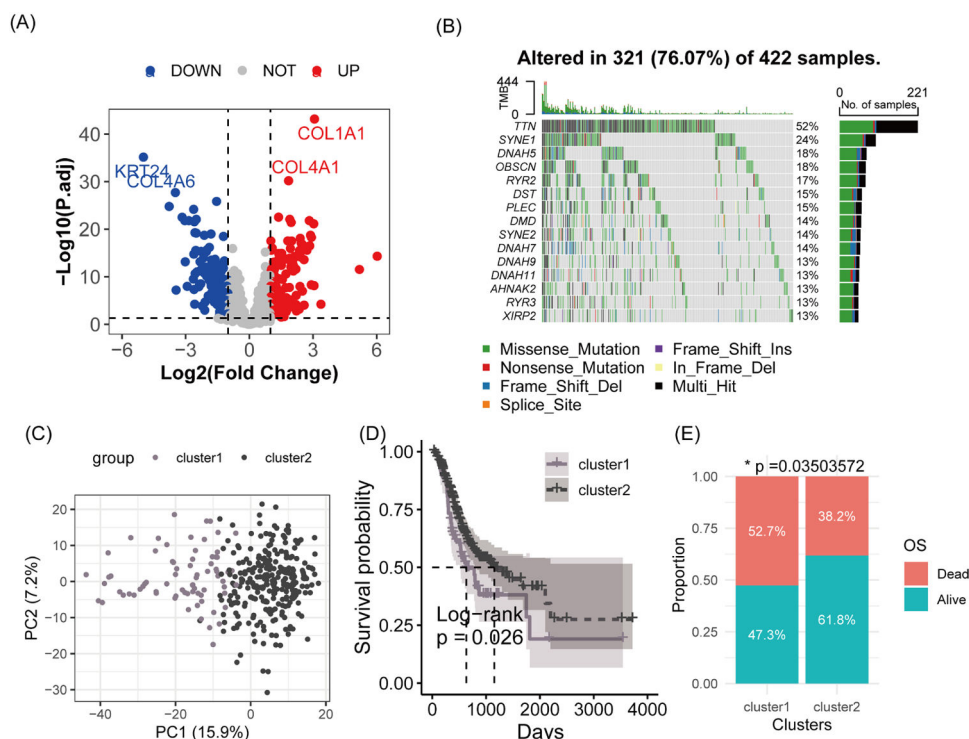 (A)
DOWN NOT UP
COL1A1
KRT24
COL4A6
COL4A1
−Log10(P.adj)
40
30
20
10
0
−6 −3 0 3 6
Log2(Fold Change)
(B)
Altered in 321 (76.07%) of 422 samples.
444
TMB
0
0 221
No. of samples
TTN 52%
SYNE1 24%
DNAH5 18%
OBSCN 18%
RYR2 17%
DST 15%
PLEC 15%
DMD 14%
SYNE2 14%
DNAH7 14%
DNAH9 13%
DNAH11 13%
AHNAK2 13%
RYR3 13%
XIRP2 13%
Missense_Mutation Frame_Shift_Ins
Nonsense_Mutation In_Frame_Del
Frame_Shift_Del Multi_Hit
Splice_Site
(C)
group cluster1 cluster2
PC2 (7.2%)
20
10
0
−10
−20
−30
−40 −20 0 20
PC1 (15.9%)
(D)
cluster1
cluster2
Survival probability
1.00
0.75
0.50
0.25
0.00
Log−rank
p = 0.026
0 1000 2000 3000 4000
Days
(E)
* p =0.03503572
Proportion
1.00
0.75
0.50
0.25
0.00
52.7%
38.2%
47.3%
61.8%
cluster1 cluster2
Clusters
OS
Dead
Alive